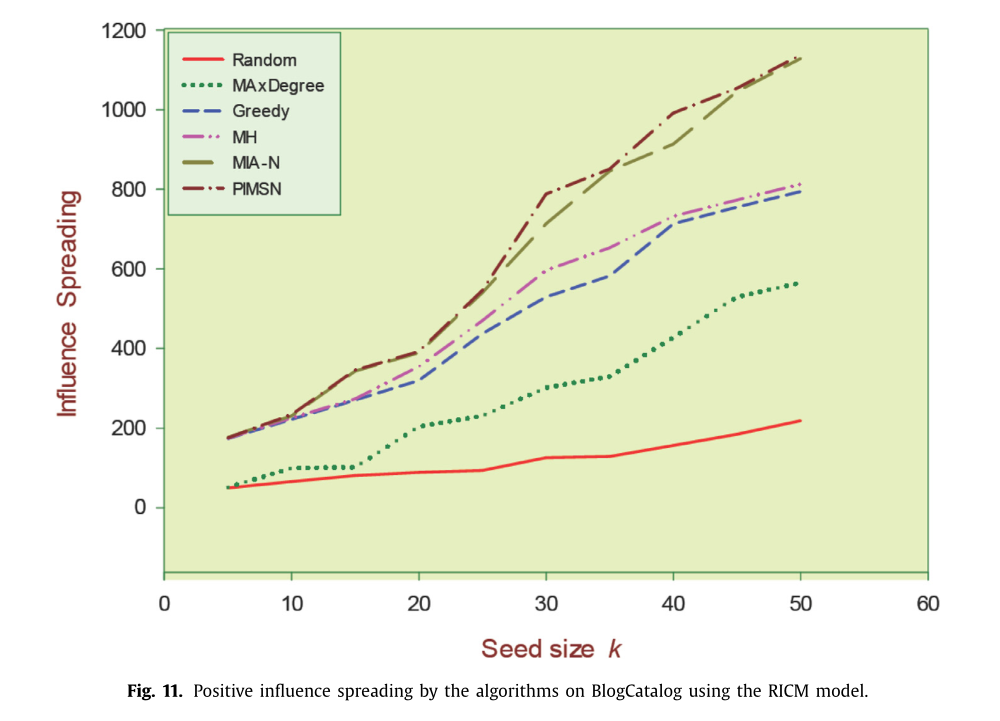 1200
1000
800
600
400
200
0
Influence Spreading
Random
MAxDegree
Greedy
MH
MIA-N
PIMSN
0 10 20 30 40 50 60
Seed size k
Fig. 11. Positive influence spreading by the algorithms on BlogCatalog using the RICM model.